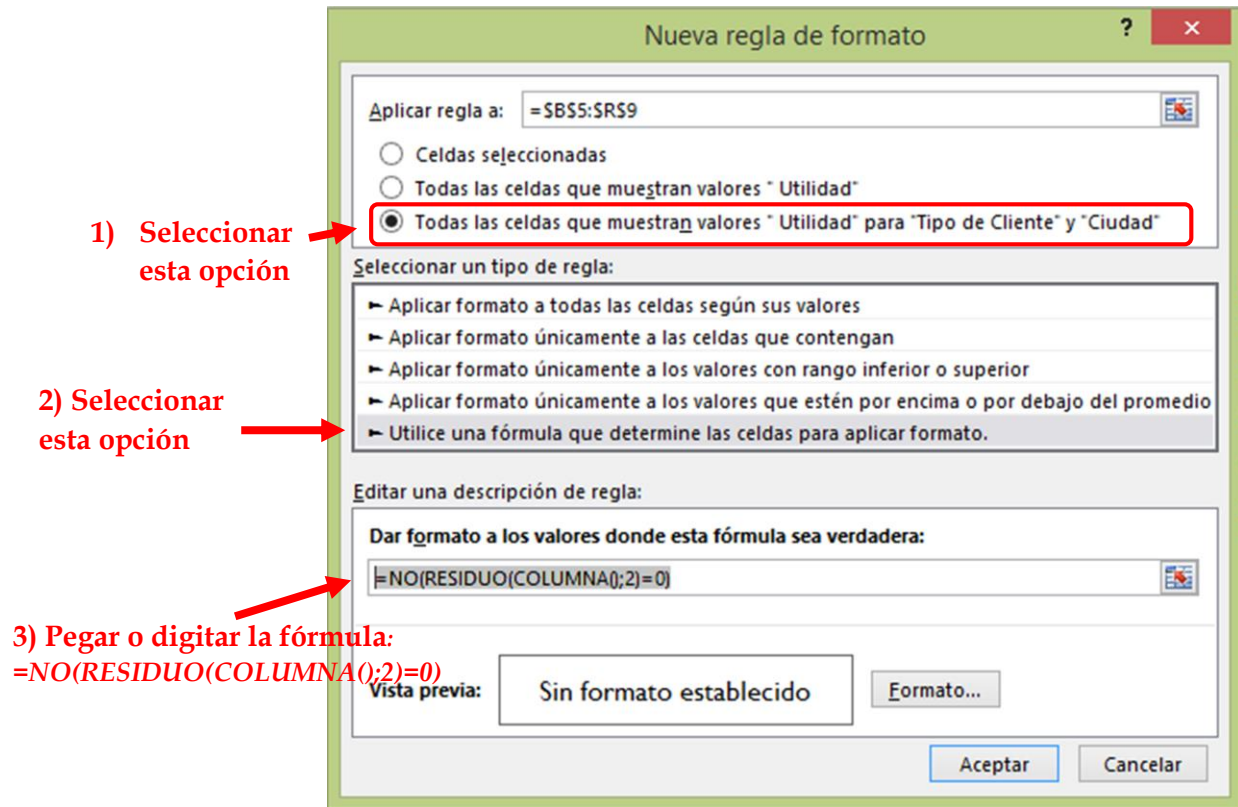 Nueva regla de formato
?
×
Aplicar regla a:
=$B$5:$R$9
Celdas seleccionadas
Todas las celdas que muestran valores " Utilidad"
Todas las celdas que muestran valores " Utilidad" para "Tipo de Cliente" y "Ciudad"
1) Seleccionar
esta opción
Seleccionar un tipo de regla:
► Aplicar formato a todas las celdas según sus valores
► Aplicar formato únicamente a las celdas que contengan
► Aplicar formato únicamente a los valores con rango inferior o superior
► Aplicar formato únicamente a los valores que estén por encima o por debajo del promedio
► Utilice una fórmula que determine las celdas para aplicar formato.
2) Seleccionar
esta opción
Editar una descripción de regla:
Dar formato a los valores donde esta fórmula sea verdadera:
=NO(RESIDUO(COLUMNA();2)=0)
3) Pegar o digitar la fórmula:
=NO(RESIDUO(COLUMNA();2)=0)
Vista previa:
Sin formato establecido
Formato...
Aceptar
Cancelar